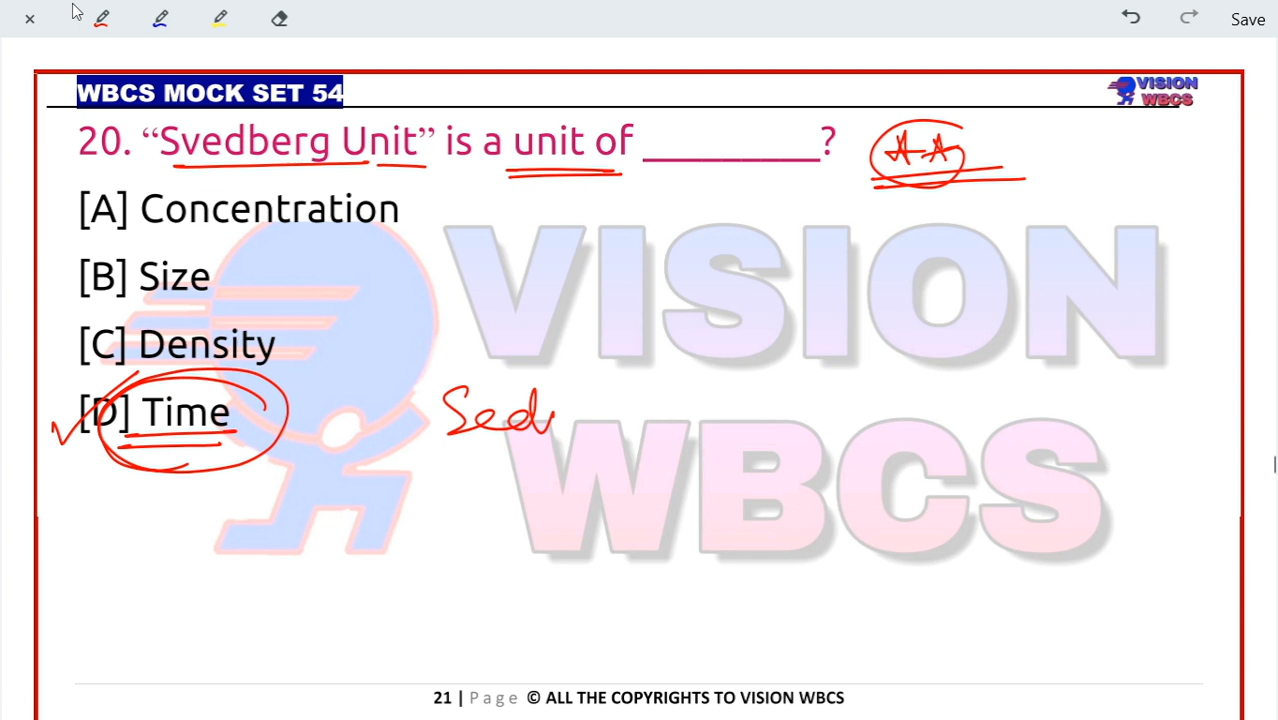 Save
WBCS MOCK SET 54
VISION
WBCS
20. “Svedberg Unit” is a unit of __________?
[A] Concentration
[B] Size
[C] Density
[D] Time
Sed
VISION
WBCS
21 | Page © ALL THE COPYRIGHTS TO VISION WBCS